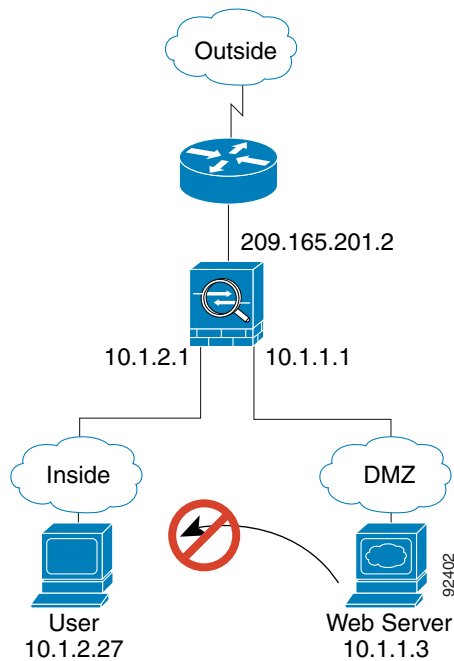 Outside
209.165.201.2
10.1.2.1
10.1.1.1
Inside
DMZ
User
10.1.2.27
Web Server
10.1.1.3
92402